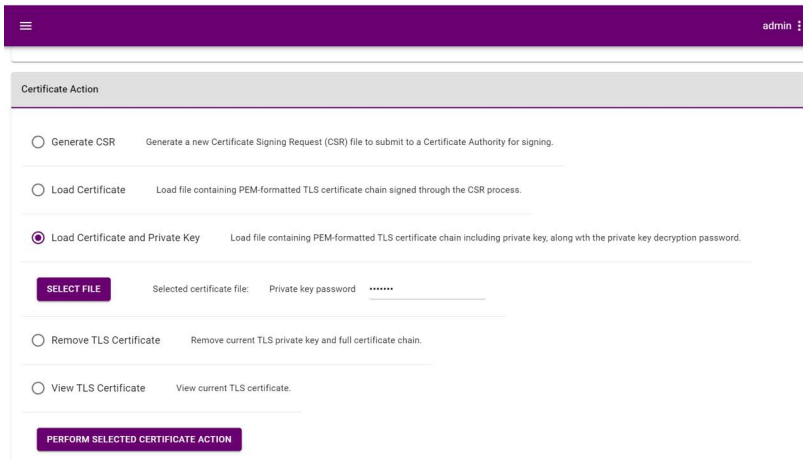 admin
Certificate Action
Generate CSR Generate a new Certificate Signing Request (CSR) file to submit to a Certificate Authority for signing.
Load Certificate Load file containing PEM-formatted TLS certificate chain signed through the CSR process.
Load Certificate and Private Key Load file containing PEM-formatted TLS certificate chain including private key, along wth the private key decryption password.
SELECT FILE Selected certificate file: Private key password •••••••
Remove TLS Certificate Remove current TLS private key and full certificate chain.
View TLS Certificate View current TLS certificate.
PERFORM SELECTED CERTIFICATE ACTION